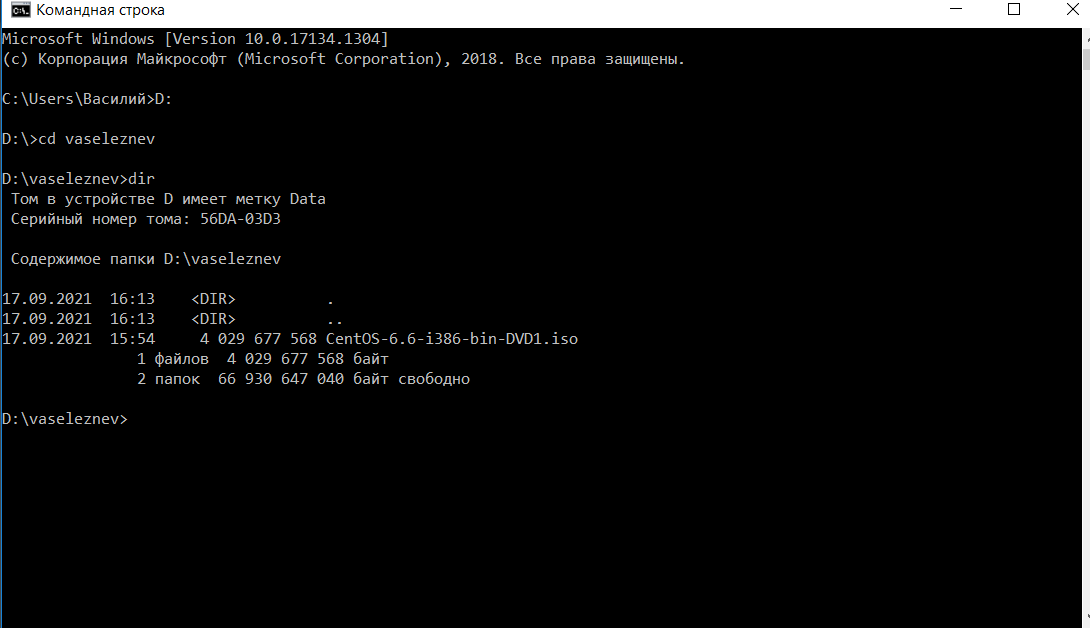 Командная строка
Microsoft Windows [Version 10.0.17134.1304]
(c) Корпорация Майкрософт (Microsoft Corporation), 2018. Все права защищены.
C:\Users\Василий>D:
D:\>cd vaseleznev
D:\vaseleznev>dir
Том в устройстве D имеет метку Data
Серийный номер тома: 56DA-03D3
Содержимое папки D:\vaseleznev
17.09.2021  16:13    <DIR>          .
17.09.2021  16:13    <DIR>          ..
17.09.2021  15:54     4 029 677 568 CentOS-6.6-i386-bin-DVD1.iso
1 файлов  4 029 677 568 байт
2 папок  66 930 647 040 байт свободно
D:\vaseleznev>